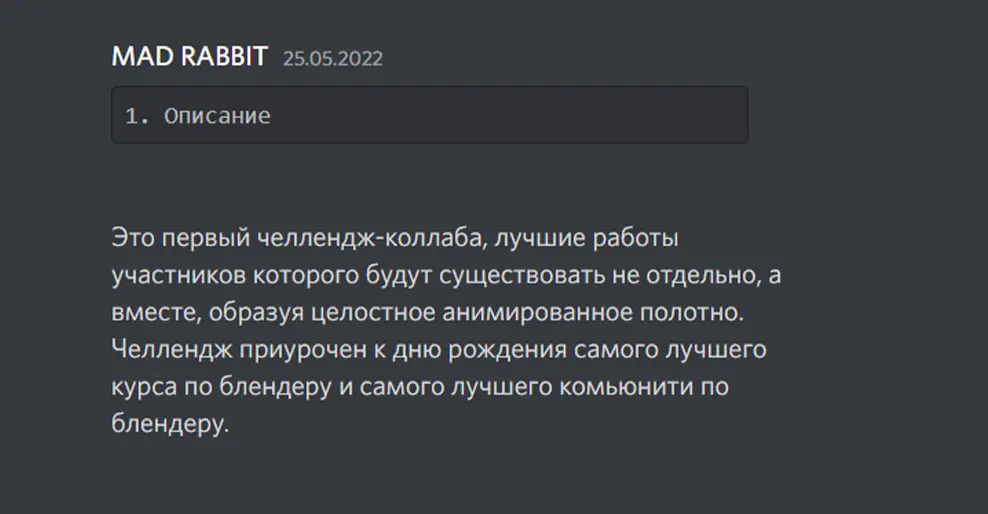 MAD RABBIT 25.05.2022
1. Описание
Это первый челлендж-коллаба, лучшие работы
участников которого будут существовать не отдельно, а
вместе, образуя целостное анимированное полотно.
Челлендж приурочен к дню рождения самого лучшего
курса по блендеру и самого лучшего комьюнити по
блендеру.